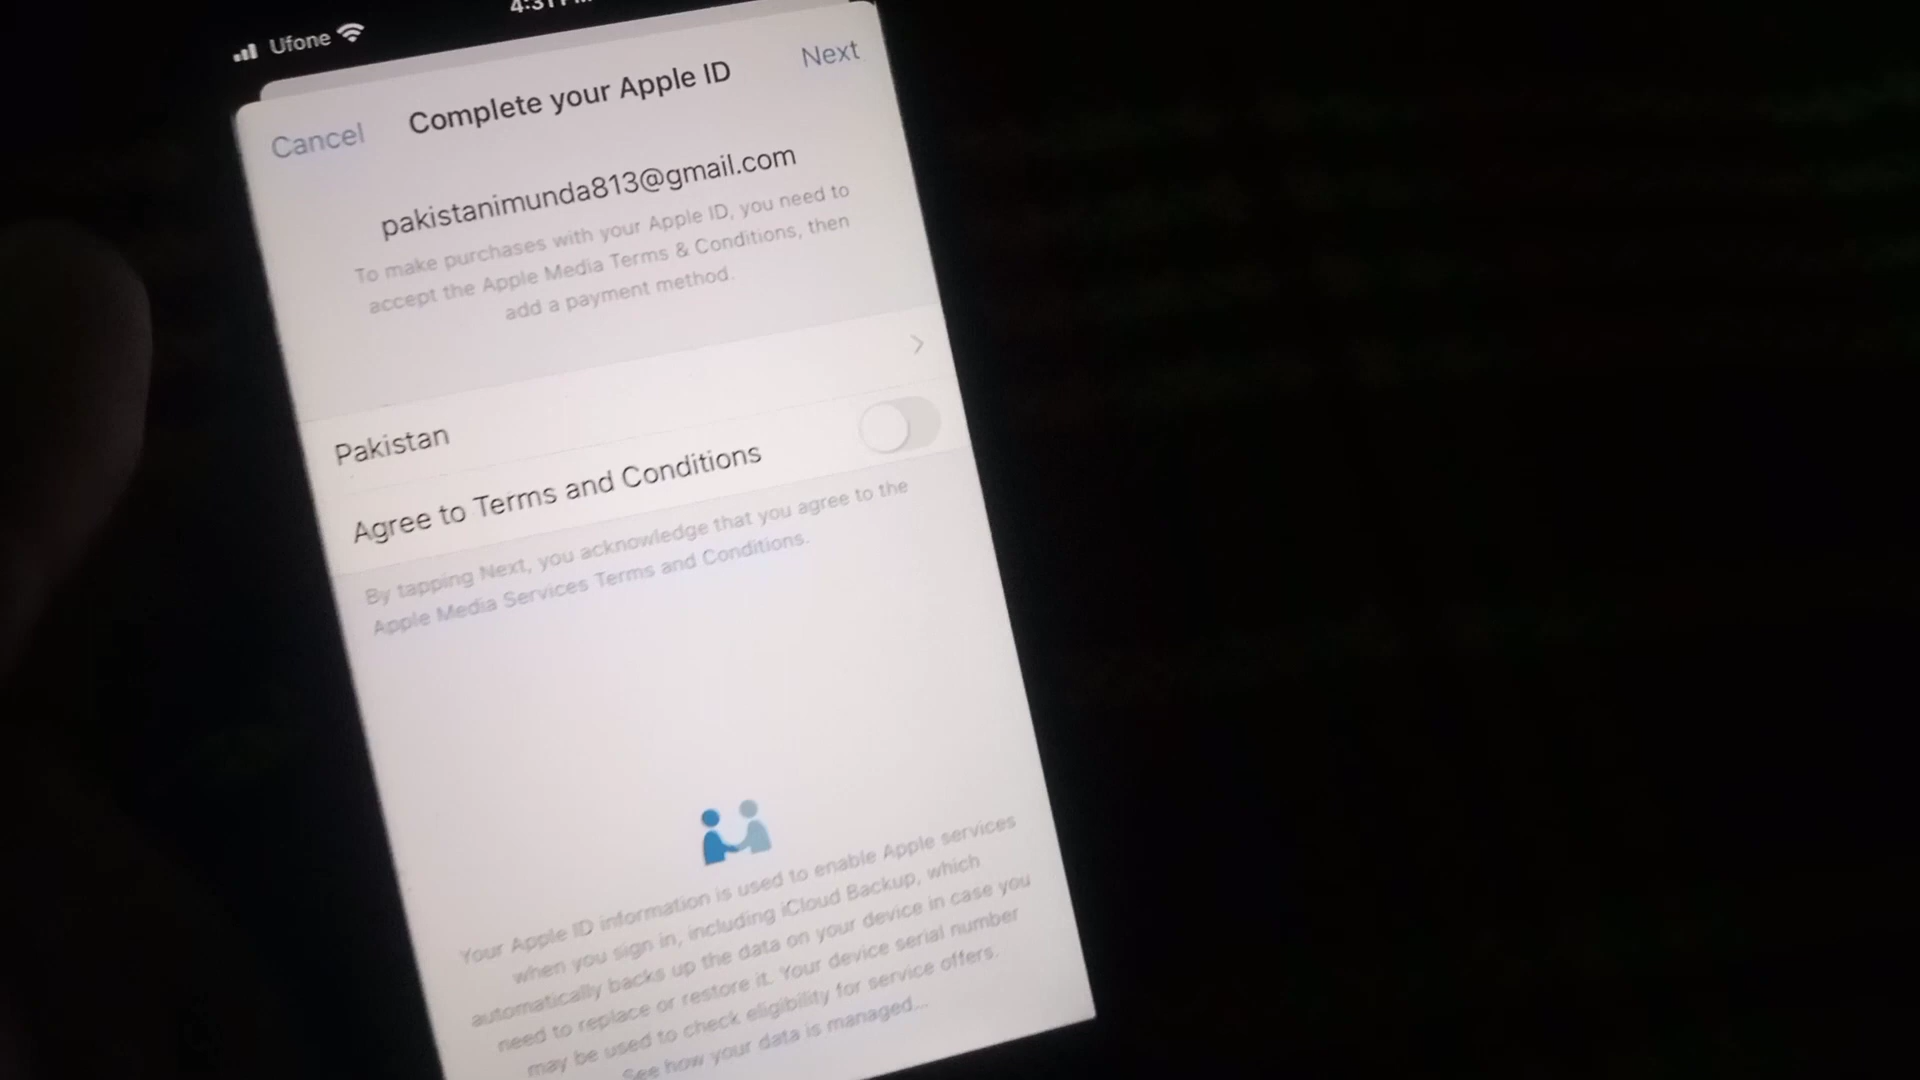 Ufone
Cancel
Complete your Apple ID
Next
pakistanimunda813@gmail.com
To make purchases with your Apple ID, you need to
accept the Apple Media Terms & Conditions, then
add a payment method.
Pakistan
Agree to Terms and Conditions
By tapping Next, you acknowledge that you agree to the
Apple Media Services Terms and Conditions.
Your Apple ID information is used to enable Apple services
when you sign in, including iCloud Backup, which
automatically backs up the data on your device in case you
need to replace or restore it. Your device serial number
may be used to check eligibility for service offers.
See how your data is managed...